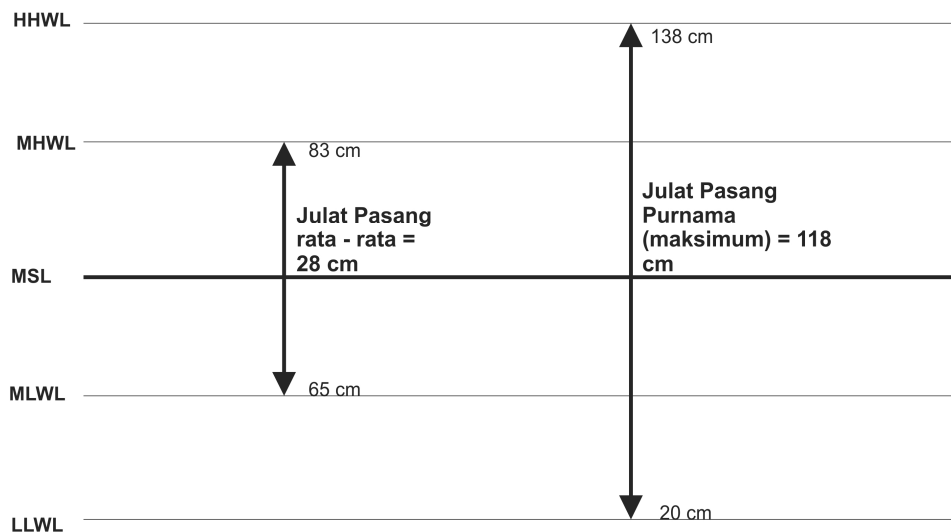 HHWL
138 cm
MHWL
83 cm
Julat Pasang
rata - rata =
28 cm
Julat Pasang
Purnama
(maksimum) = 118
cm
MSL
MLWL
65 cm
LLWL
20 cm